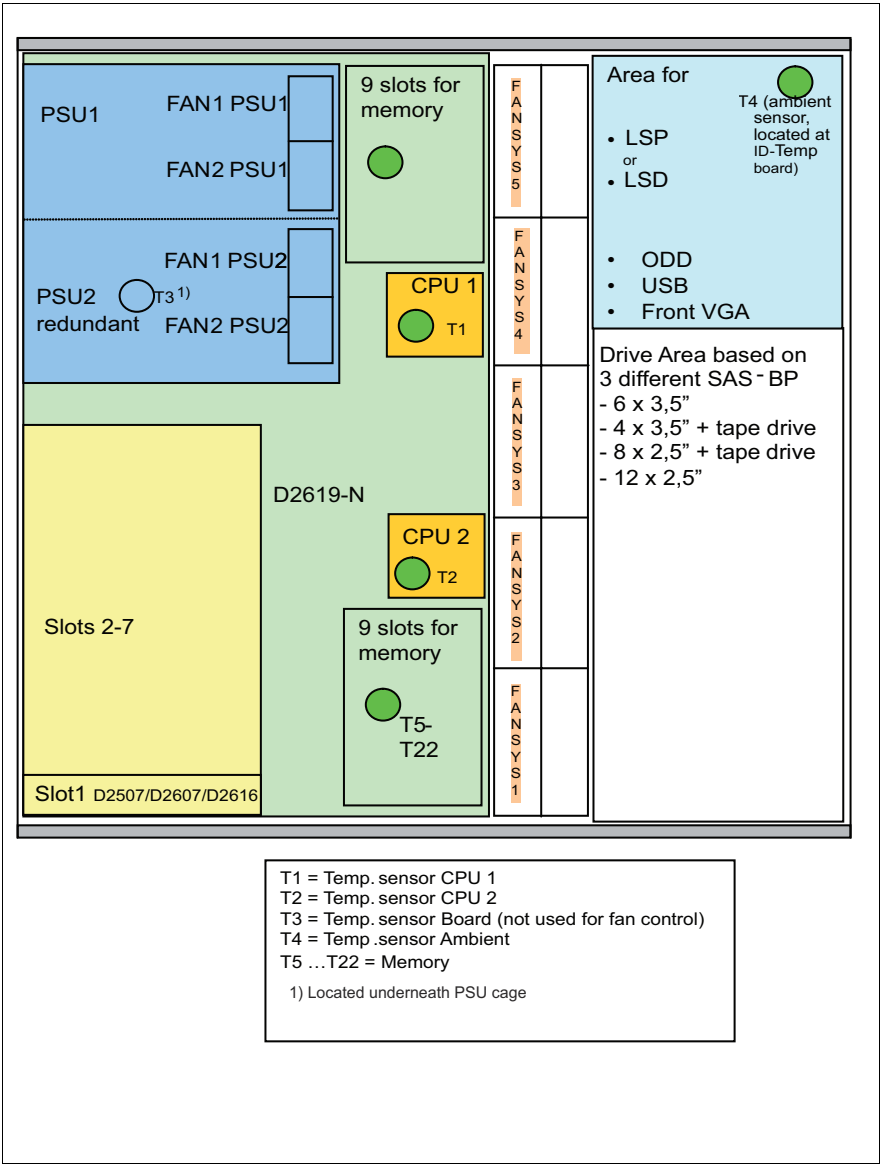 PSU1
FAN1 PSU1
FAN2 PSU1
FAN1 PSU2
PSU2
redundant
T3 1)
FAN2 PSU2
9 slots for
memory
CPU 1
T1
D2619-N
CPU 2
T2
9 slots for
memory
T5-
T22
Slots 2-7
Slot1 D2507/D2607/D2616
FANSYS5
FANSYS4
FANSYS3
FANSYS2
FANSYS1
Area for
T4 (ambient
sensor,
located at
ID-Temp
board)
• LSP
or
• LSD
• ODD
• USB
• Front VGA
Drive Area based on
3 different SAS-BP
- 6 x 3,5”
- 4 x 3,5” + tape drive
- 8 x 2,5” + tape drive
- 12 x 2,5”
T1 = Temp. sensor CPU 1
T2 = Temp. sensor CPU 2
T3 = Temp. sensor Board (not used for fan control)
T4 = Temp .sensor Ambient
T5 …T22 = Memory
1) Located underneath PSU cage